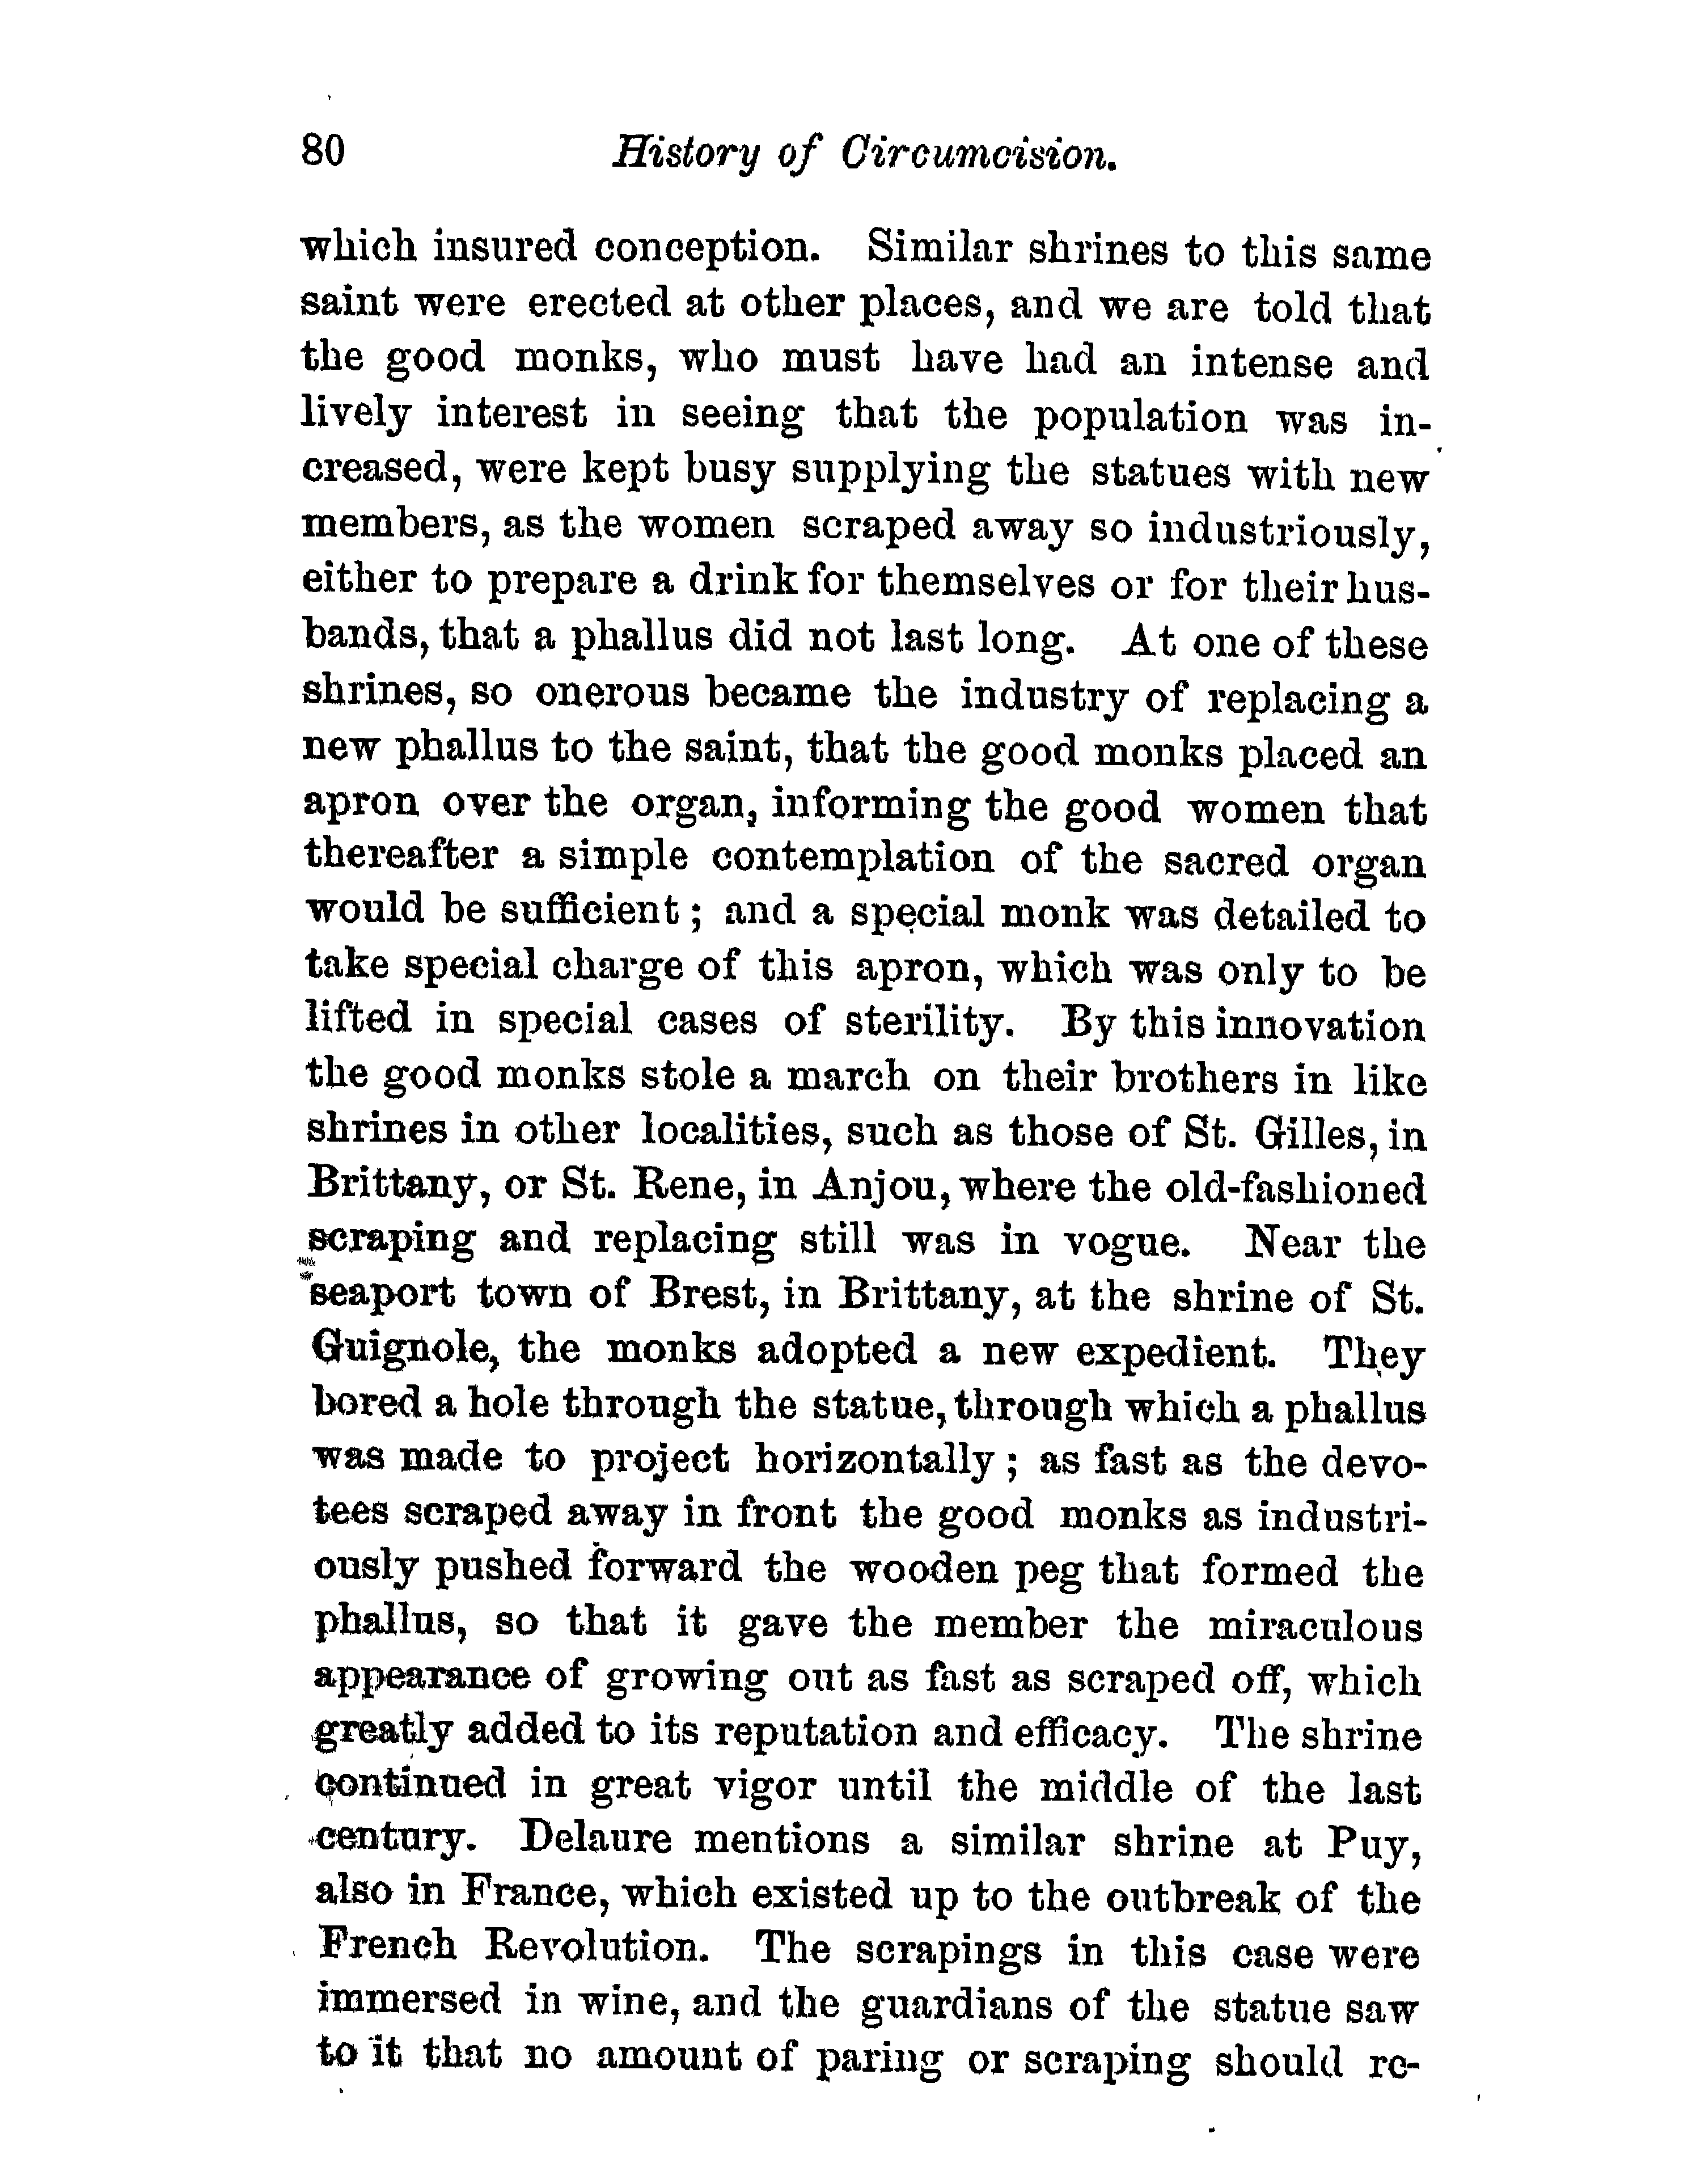 80 History of Circumcision.
which insured conception. Similar shrines to this same
saint were erected at other places, and we are told that
the good monks, who must have had an intense and
lively interest in seeing that the population was in-
creased, were kept busy supplying the statues with new
members, as the women scraped away so industriously,
either to prepare a drink for themselves or for their hus-
bands, that a phallus did not last long. At one of these
shrines, so onerous became the industry of replacing a
new phallus to the saint, that the good monks placed an
apron over the organ, informing the good women that
thereafter a simple contemplation of the sacred organ
would be sufficient; and a special monk was detailed to
take special charge of this apron, which was only to be
lifted in special cases of sterility. By this innovation
the good monks stole a march on their brothers in like
shrines in other localities, such as those of St. Gilles, in
Brittany, or St. Rene, in Anjou, where the old-fashioned
scraping and replacing still was in vogue. Near the
seaport town of Brest, in Brittany, at the shrine of St.
Guignole, the monks adopted a new expedient. They
bored a hole through the statue, through which a phallus
was made to project horizontally; as fast as the devo-
tees scraped away in front the good monks as industri-
ously pushed forward the wooden peg that formed the
phallus, so that it gave the member the miraculous
appearance of growing out as fast as scraped off, which
greatly added to its reputation and efficacy. The shrine
continued in great vigor until the middle of the last
century. Delaure mentions a similar shrine at Puy,
also in France, which existed up to the outbreak of the
French Revolution. The scrapings in this case were
immersed in wine, and the guardians of the statue saw
to it that no amount of paring or scraping should re-